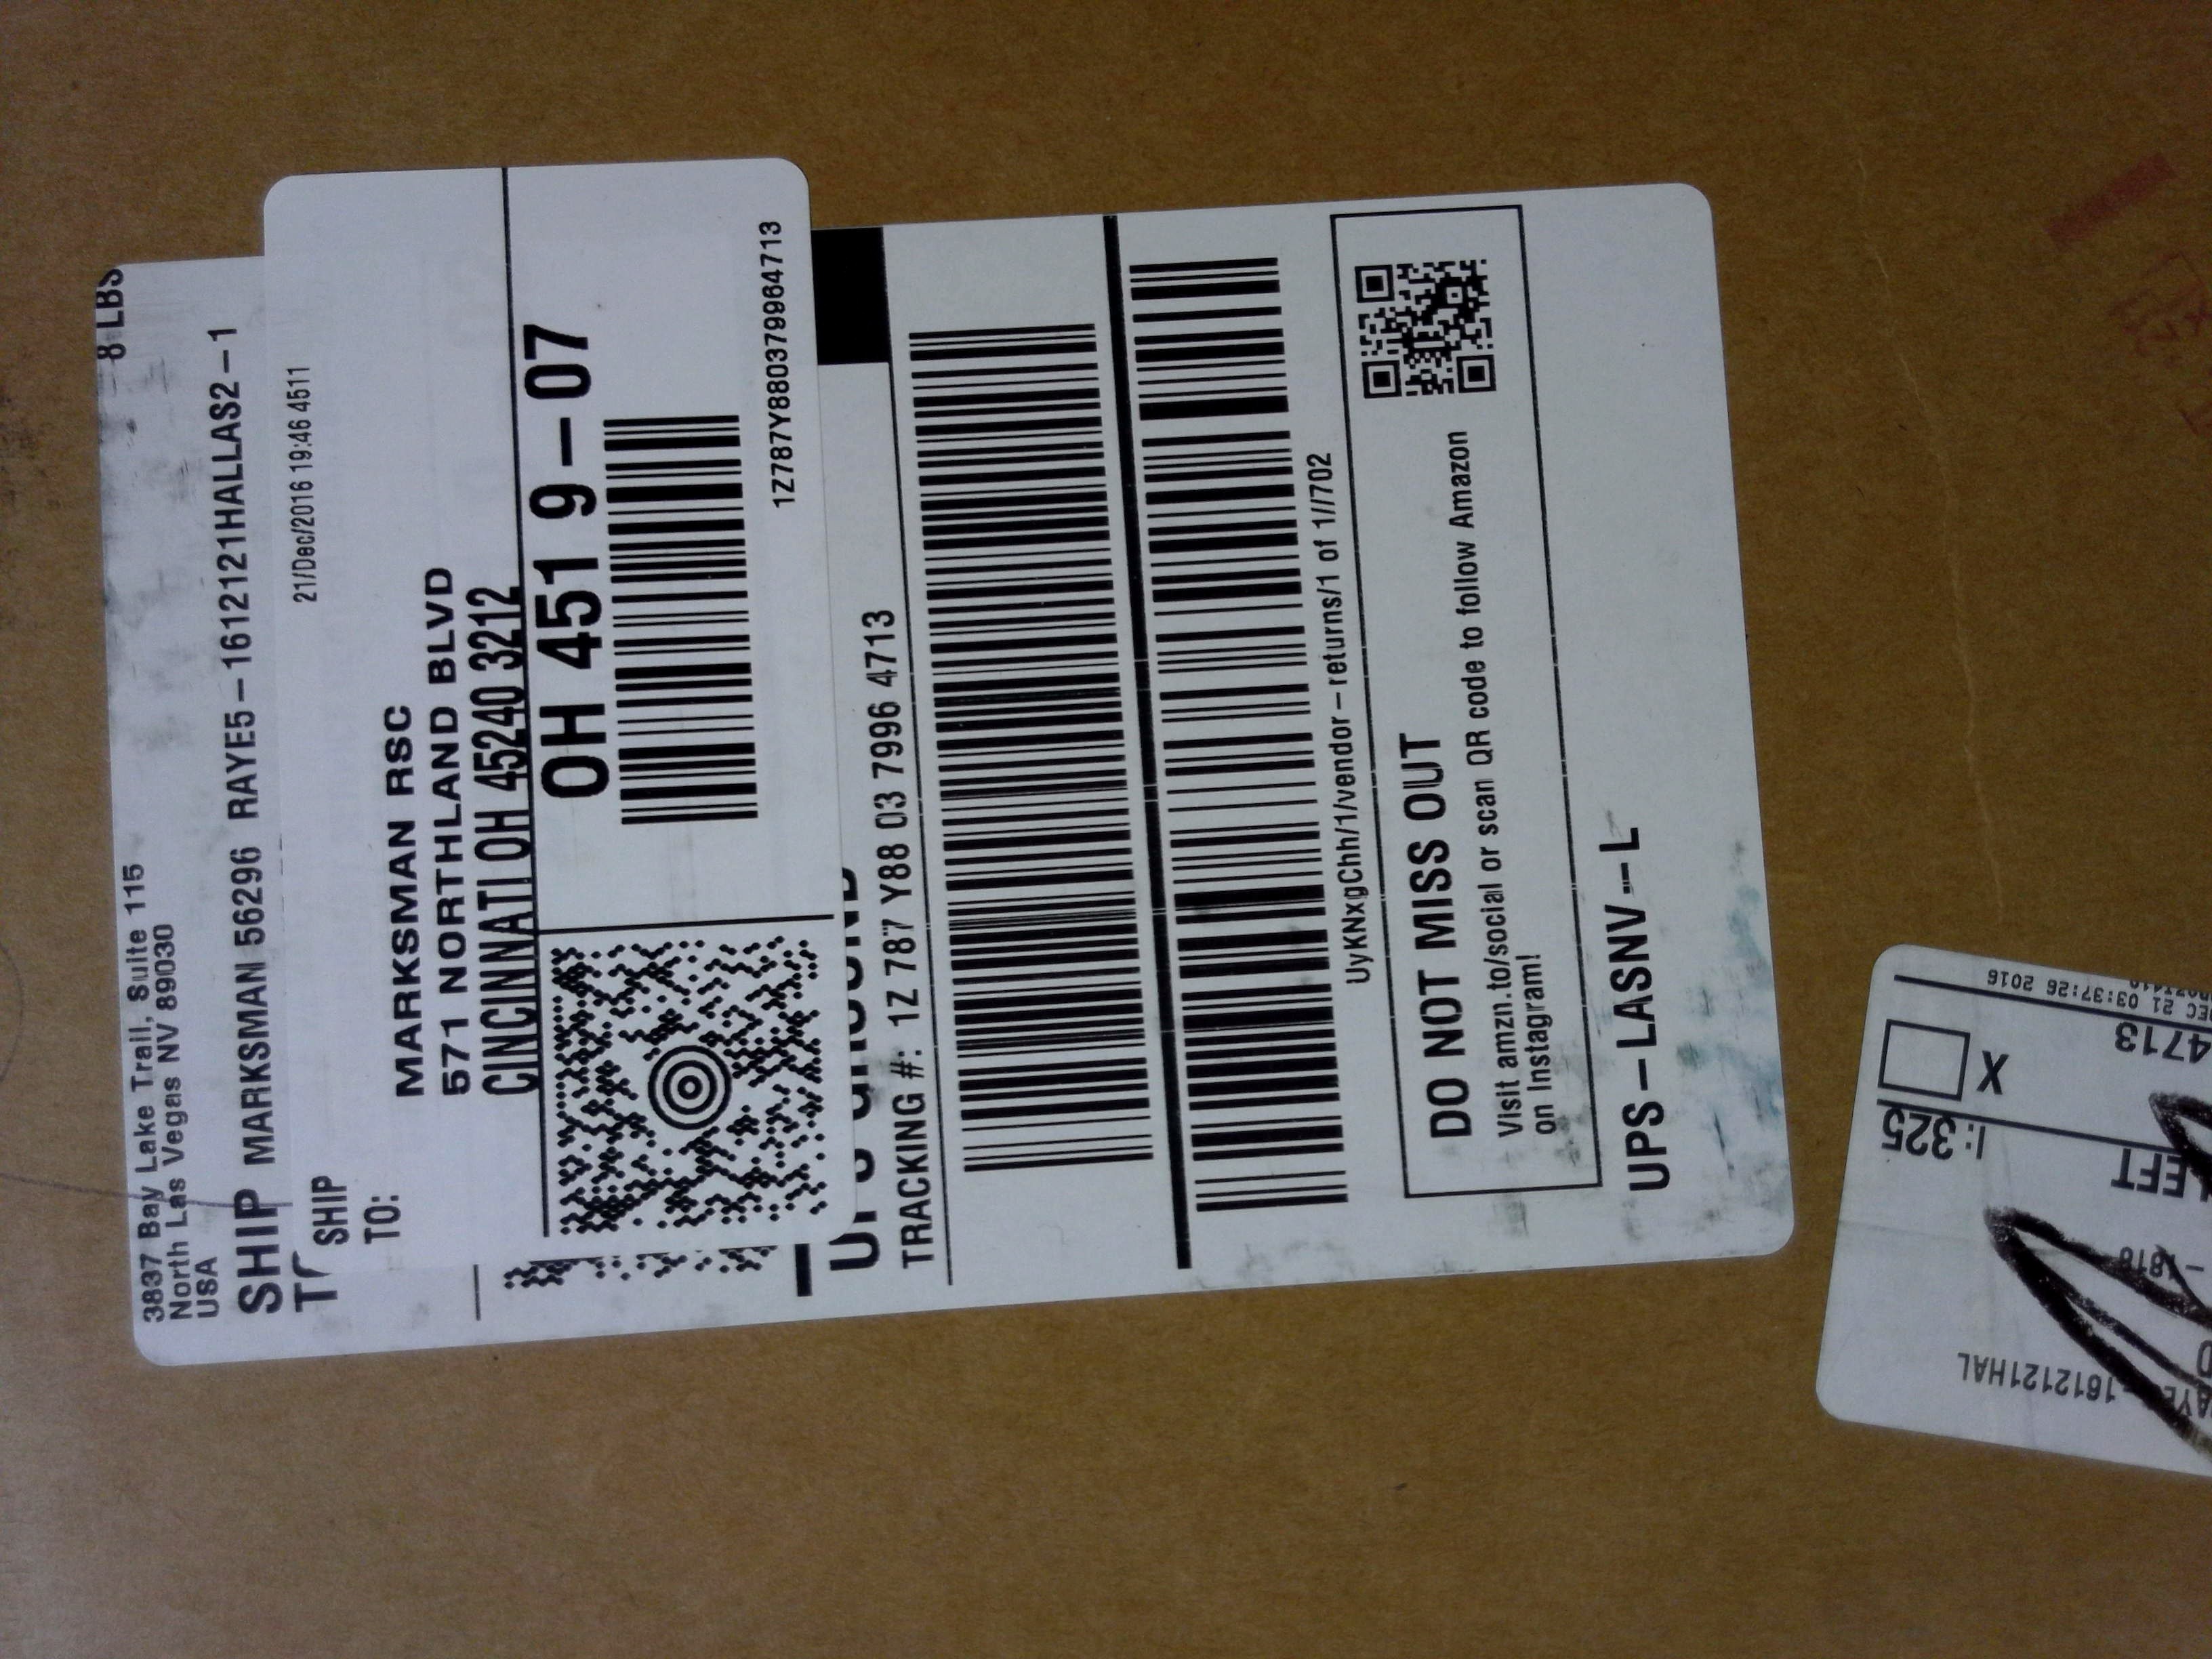 8 LBS
3837 Bay Lake Trail, Suite 115
North Las Vegas NV 89030
USA
SHIP MARKSMAN 56296 RAYE5-1612121HALLAS2-1
21/Dec/2016 19:46 4511
SHIP
TO:
MARKSMAN RSC
571 NORTHLAND BLVD
CINCINNATI OH 45240 3212
OH 451 9-07
1Z787Y880379964713
TRACKING #: 1Z 787 Y88 03 7996 4713
UyKNxgChh/1/vendor-returns/1 of 1//702
DO NOT MISS OUT
Visit amzn.to/social or scan QR code to follow Amazon
on Instagram!
UPS-LASNV-L
21 03:37:26 2016
4713
X
I:325
1612121HAL